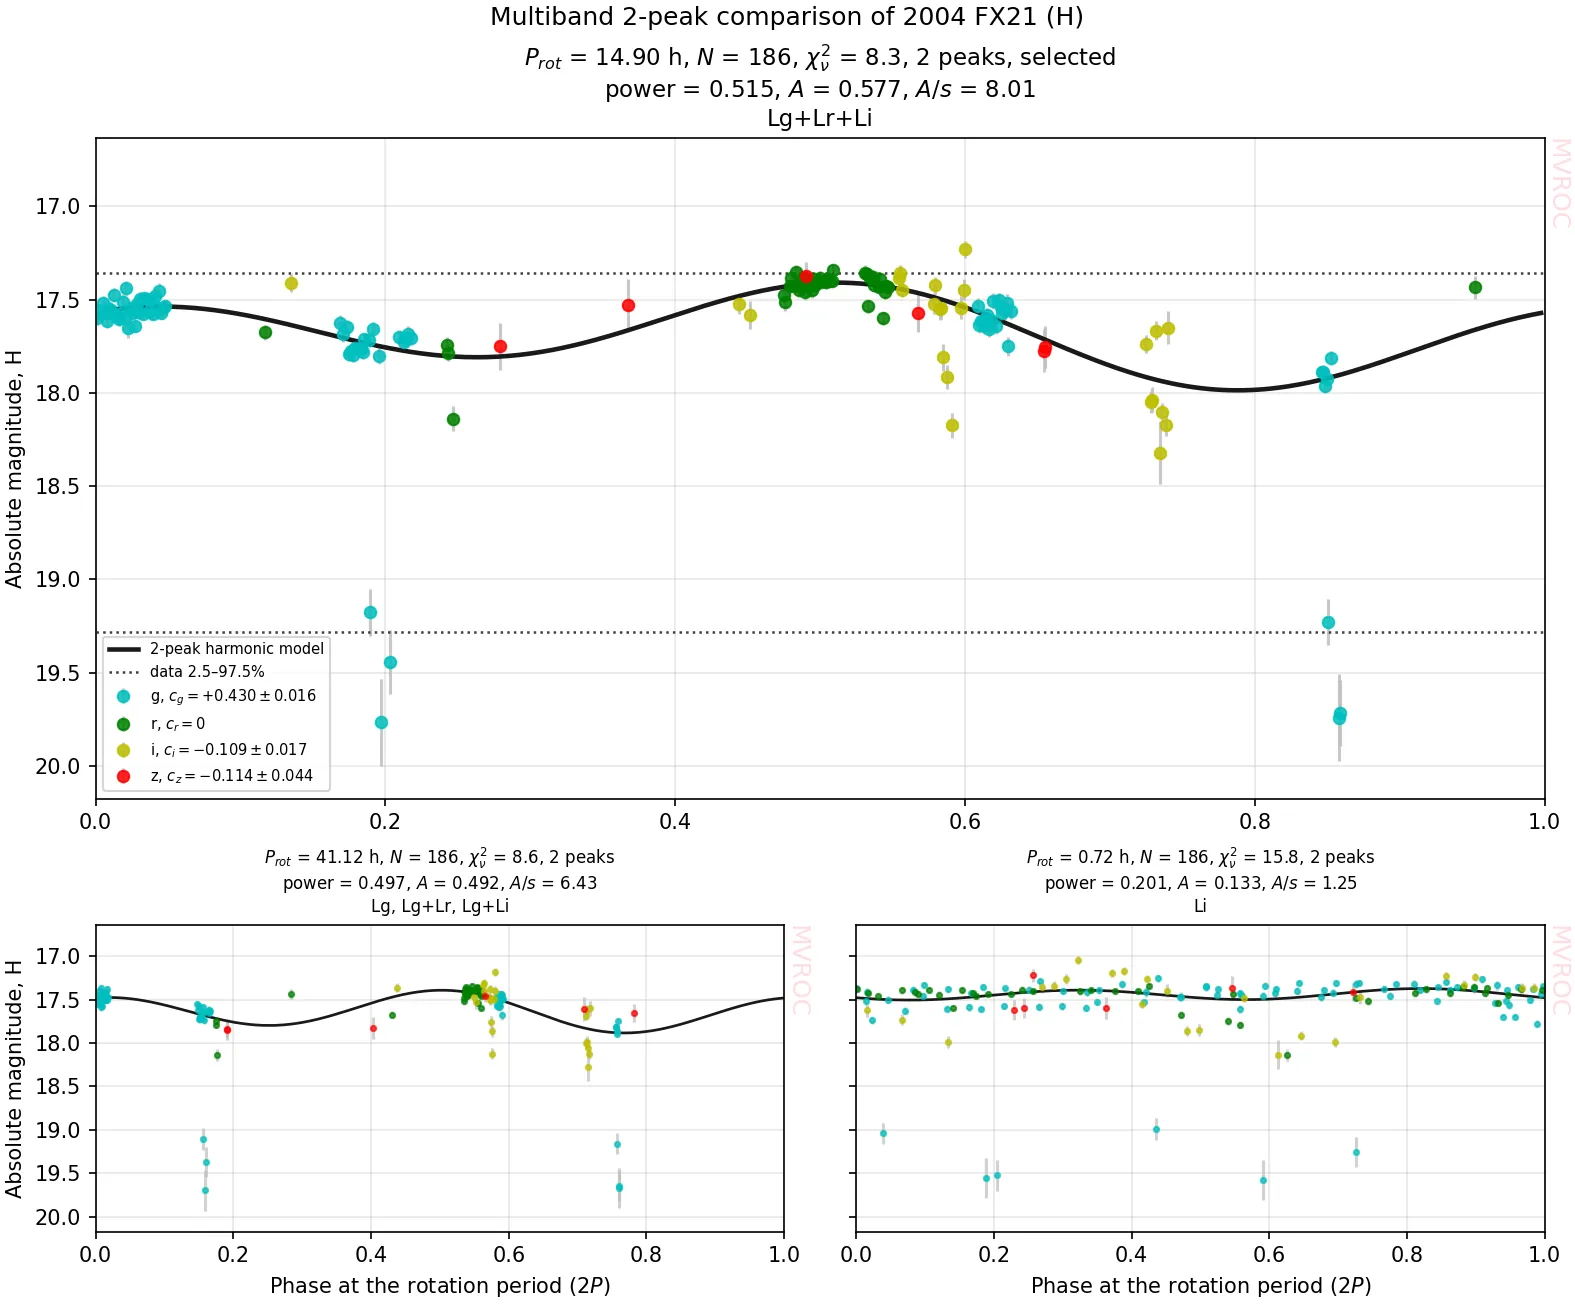 Multiband 2-peak comparison of 2004 FX21 (H)
P_rot = 14.90 h, N = 186, χ²_ν = 8.3, 2 peaks, selected
power = 0.515, A = 0.577, A/s = 8.01
Lg+Lr+Li
MVROC
Absolute magnitude, H
17.0
17.5
18.0
18.5
19.0
19.5
20.0
2-peak harmonic model
data 2.5–97.5%
g, c_g = +0.430 ± 0.016
r, c_r = 0
i, c_i = −0.109 ± 0.017
z, c_z = −0.114 ± 0.044
0.0 0.2 0.4 0.6 0.8 1.0
P_rot = 41.12 h, N = 186, χ²_ν = 8.6, 2 peaks
power = 0.497, A = 0.492, A/s = 6.43
Lg, Lg+Lr, Lg+Li
MVROC
Absolute magnitude, H
17.0
17.5
18.0
18.5
19.0
19.5
20.0
0.0 0.2 0.4 0.6 0.8 1.0
Phase at the rotation period (2P)
P_rot = 0.72 h, N = 186, χ²_ν = 15.8, 2 peaks
power = 0.201, A = 0.133, A/s = 1.25
Li
MVROC
0.0 0.2 0.4 0.6 0.8 1.0
Phase at the rotation period (2P)